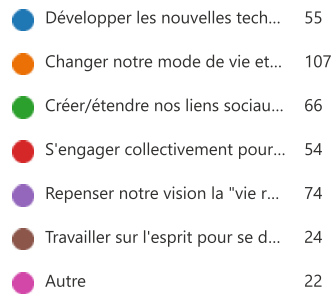 Développer les nouvelles tech... 55
Changer notre mode de vie et... 107
Créer/étendre nos liens sociau... 66
S'engager collectivement pour... 54
Repenser notre vision la "vie r... 74
Travailler sur l'esprit pour se d... 24
Autre 22